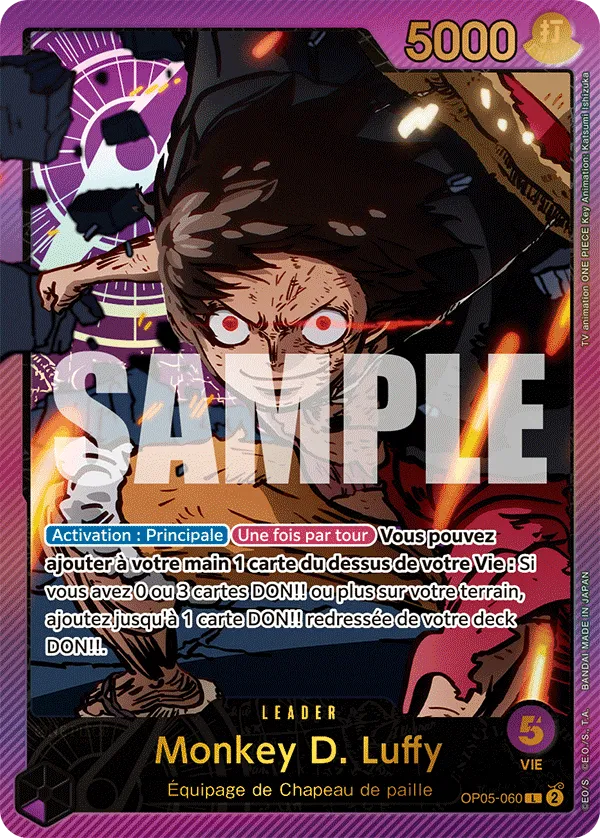 5000
打
TV animation ONE PIECE Key Animation: Katsumi Ishizuka
SAMPLE
Activation : Principale Une fois par tour Vous pouvez
ajouter à votre main 1 carte du dessus de votre Vie : Si
vous avez 0 ou 3 cartes DON!! ou plus sur votre terrain,
ajoutez jusqu'à 1 carte DON!! redressée de votre deck
DON!!.
LEADER
Monkey D. Luffy
Équipage de Chapeau de paille
5
VIE
OP05-060 L 2
©E.O./S. ©E.O./S., T.A. BANDAI MADE IN JAPAN